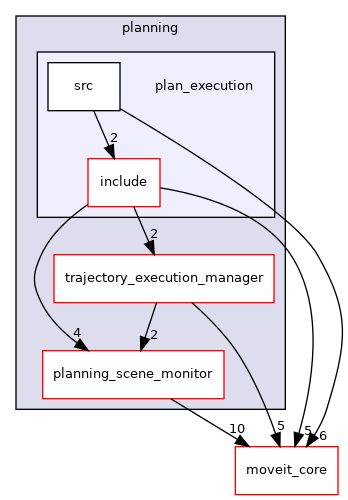 planning
src
plan_execution
2
include
2
trajectory_execution_manager
4
2
planning_scene_monitor
10
5
5
6
moveit_core